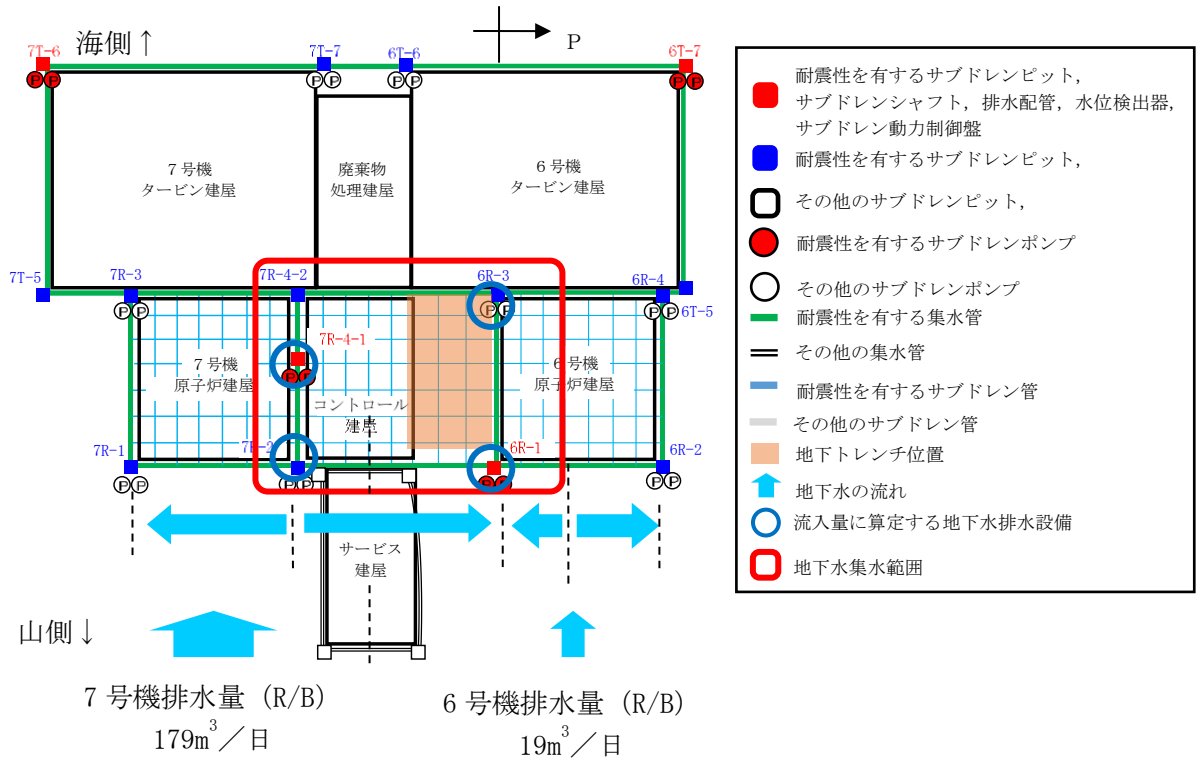 海側↑
P
7T-6
7T-7
6T-6
6T-7
P P
P P
P P
P P
7号機
タービン建屋
廃棄物
処理建屋
6号機
タービン建屋
7T-5
7R-3
7R-4-2
6R-3
6R-4
6T-5
P P
P P
P P
7R-4-1
P P
7号機
原子炉建屋
コントロール
建屋
6号機
原子炉建屋
7R-1
7R-2
6R-1
6R-2
P P
P P
P P
P P
サービス
建屋
山側↓
7号機排水量（R/B）
179m3／日
6号機排水量（R/B）
19m3／日
耐震性を有するサブドレンピット，
サブドレンシャフト，排水配管，水位検出器，
サブドレン動力制御盤
耐震性を有するサブドレンピット，
その他のサブドレンピット，
耐震性を有するサブドレンポンプ
その他のサブドレンポンプ
耐震性を有する集水管
その他の集水管
耐震性を有するサブドレン管
その他のサブドレン管
地下トレンチ位置
地下水の流れ
流入量に算定する地下水排水設備
地下水集水範囲